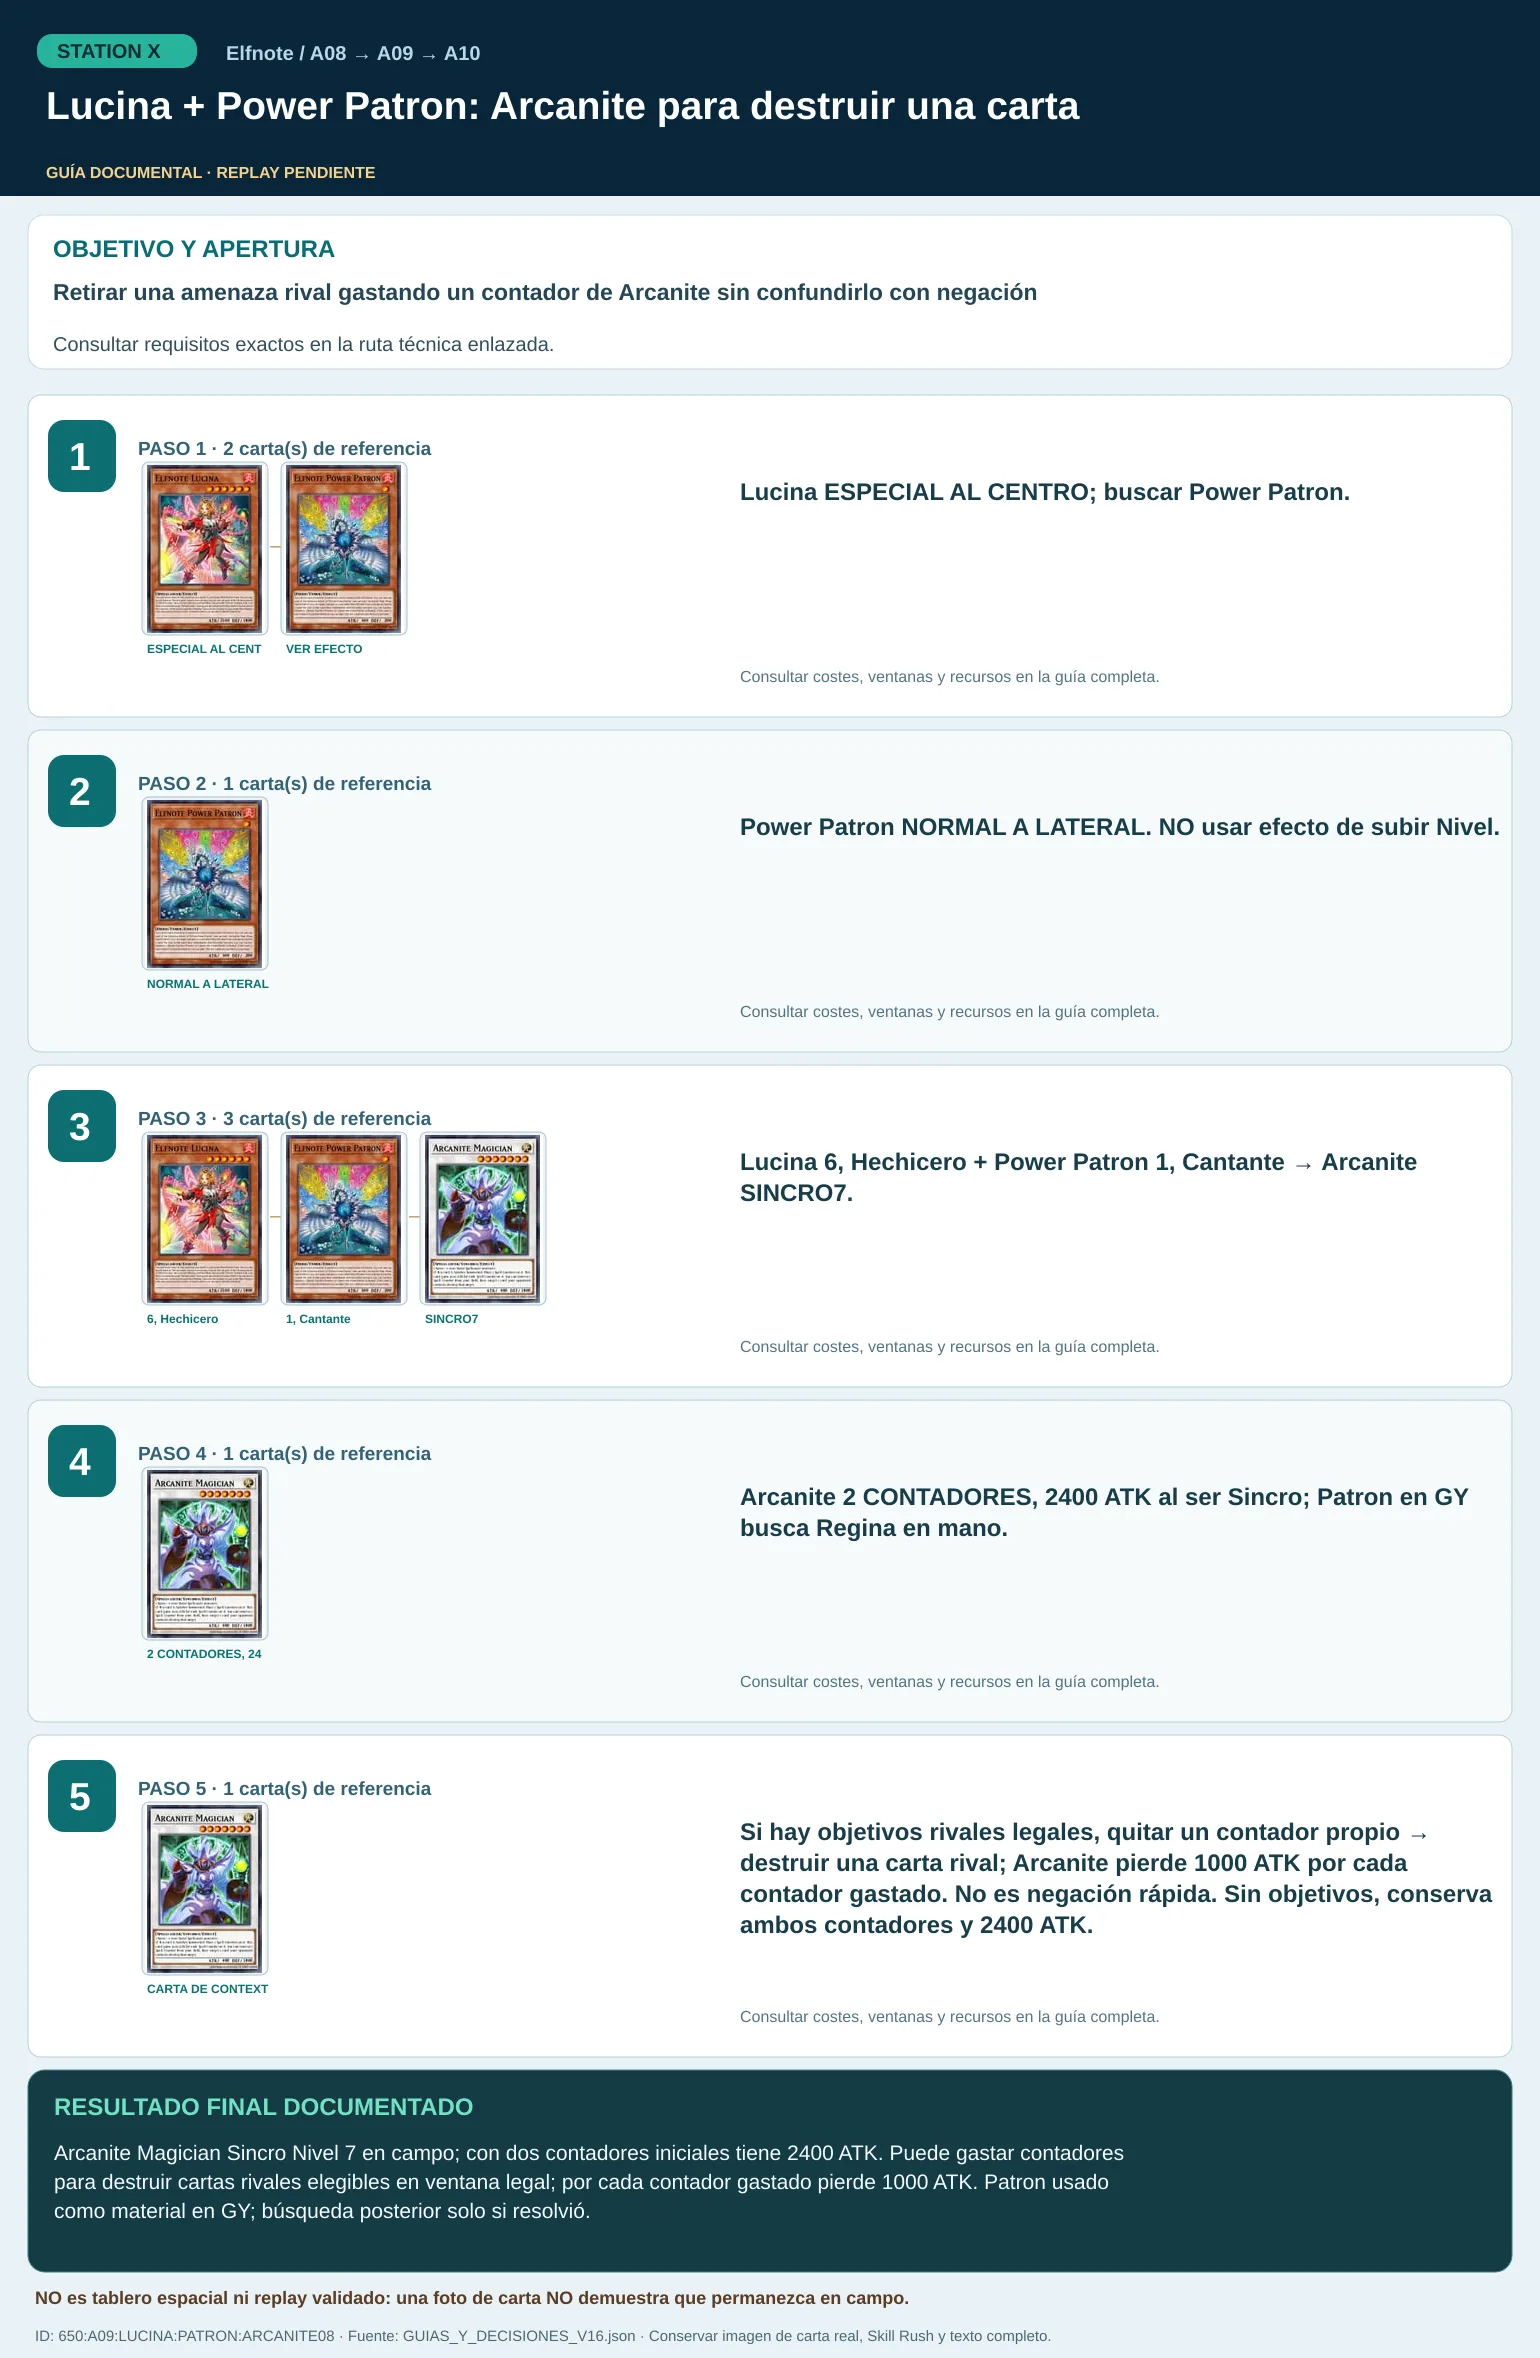 STATION X
Elfnote / A08 → A09 → A10
Lucina + Power Patron: Arcanite para destruir una carta
GUÍA DOCUMENTAL · REPLAY PENDIENTE
OBJETIVO Y APERTURA
Retirar una amenaza rival gastando un contador de Arcanite sin confundirlo con negación
Consultar requisitos exactos en la ruta técnica enlazada.
1
PASO 1 · 2 carta(s) de referencia
ELFNOTE LUCINA
ELFNOTE POWER PATRON
ESPECIAL AL CENT
VER EFECTO
Lucina ESPECIAL AL CENTRO; buscar Power Patron.
Consultar costes, ventanas y recursos en la guía completa.
2
PASO 2 · 1 carta(s) de referencia
ELFNOTE POWER PATRON
NORMAL A LATERAL
Power Patron NORMAL A LATERAL. NO usar efecto de subir Nivel.
Consultar costes, ventanas y recursos en la guía completa.
3
PASO 3 · 3 carta(s) de referencia
ELFNOTE LUCINA
ELFNOTE POWER PATRON
ARCANITE MAGICIAN
6, Hechicero
1, Cantante
SINCRO7
Lucina 6, Hechicero + Power Patron 1, Cantante → Arcanite
SINCRO7.
Consultar costes, ventanas y recursos en la guía completa.
4
PASO 4 · 1 carta(s) de referencia
ARCANITE MAGICIAN
2 CONTADORES, 24
Arcanite 2 CONTADORES, 2400 ATK al ser Sincro; Patron en GY
busca Regina en mano.
Consultar costes, ventanas y recursos en la guía completa.
5
PASO 5 · 1 carta(s) de referencia
ARCANITE MAGICIAN
CARTA DE CONTEXT
Si hay objetivos rivales legales, quitar un contador propio →
destruir una carta rival; Arcanite pierde 1000 ATK por cada
contador gastado. No es negación rápida. Sin objetivos, conserva
ambos contadores y 2400 ATK.
Consultar costes, ventanas y recursos en la guía completa.
RESULTADO FINAL DOCUMENTADO
Arcanite Magician Sincro Nivel 7 en campo; con dos contadores iniciales tiene 2400 ATK. Puede gastar contadores
para destruir cartas rivales elegibles en ventana legal; por cada contador gastado pierde 1000 ATK. Patron usado
como material en GY; búsqueda posterior solo si resolvió.
NO es tablero espacial ni replay validado: una foto de carta NO demuestra que permanezca en campo.
ID: 650:A09:LUCINA:PATRON:ARCANITE08 · Fuente: GUIAS_Y_DECISIONES_V16.json · Conservar imagen de carta real, Skill Rush y texto completo.